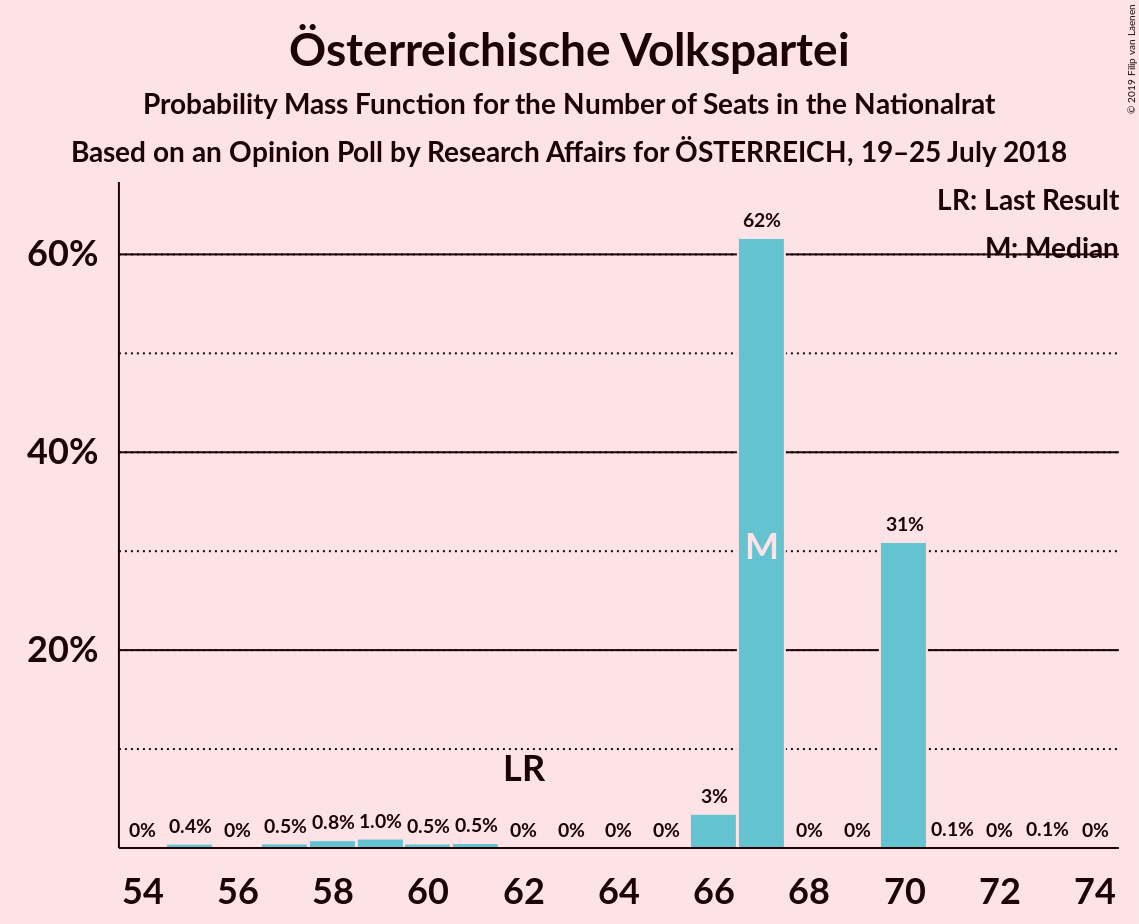 Österreichische Volkspartei
Probability Mass Function for the Number of Seats in the Nationalrat
Based on an Opinion Poll by Research Affairs for ÖSTERREICH, 19–25 July 2018
© 2019 Filip van Laenen
LR: Last Result
M: Median
60%
40%
20%
0% 0.4% 0% 0.5% 0.8% 1.0% 0.5% 0.5% 0% 0% 0% 0% 3% 62% 0% 0% 31% 0.1% 0% 0.1% 0%
M
LR
54 56 58 60 62 64 66 68 70 72 74